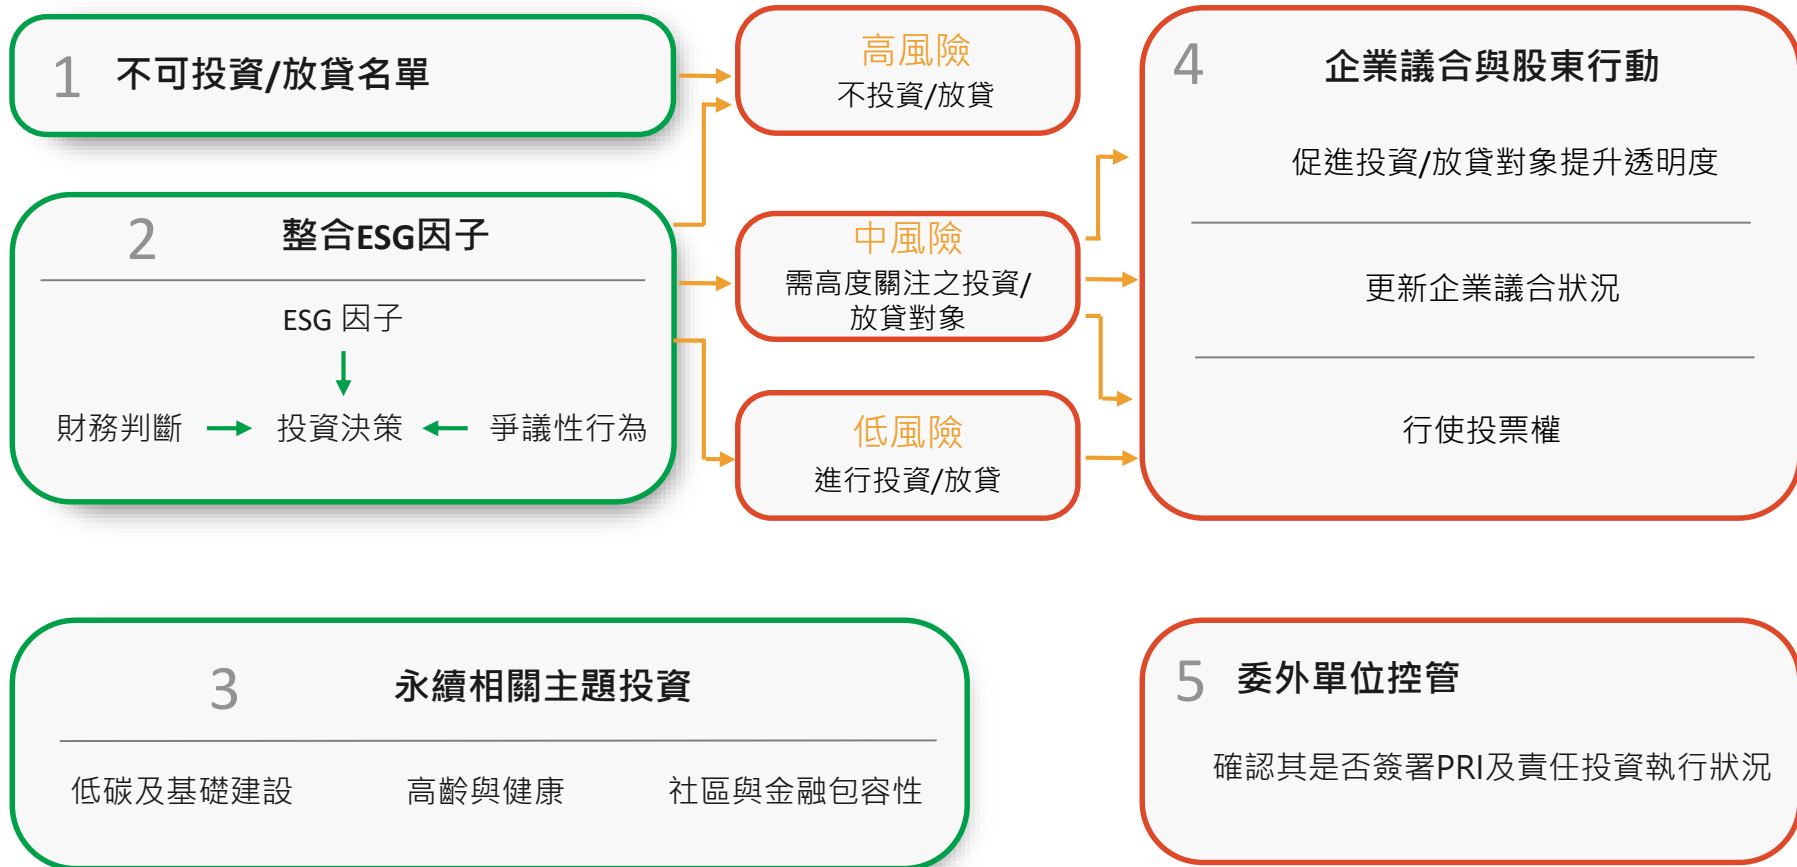 1 不可投資/放貸名單
2 整合ESG因子
ESG 因子
財務判斷 投資決策 爭議性行為
高風險
不投資/放貸
中風險
需高度關注之投資/
放貸對象
低風險
進行投資/放貸
4 企業議合與股東行動
促進投資/放貸對象提升透明度
更新企業議合狀況
行使投票權
3 永續相關主題投資
低碳及基礎建設 高齡與健康 社區與金融包容性
5 委外單位控管
確認其是否簽署PRI及責任投資執行狀況